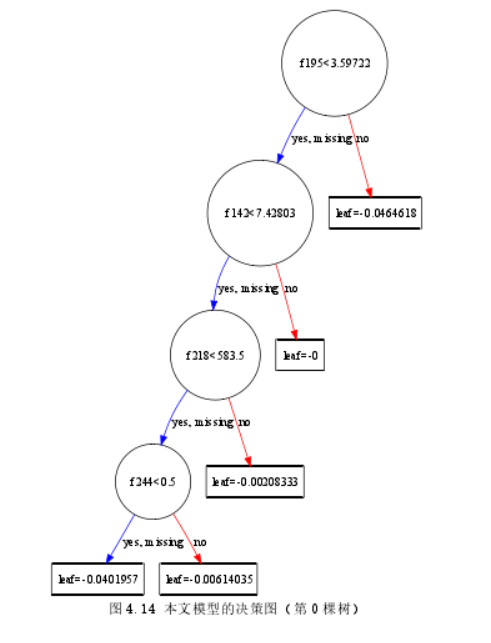 f195<3.59722
yes, missing no
f142<7.42803
leaf=-0.0464618
yes, missing no
f218<583.5
leaf=-0
yes, missing no
f244<0.5
leaf=-0.00208333
yes, missing no
leaf=-0.0401957
leaf=-0.00614035
图 4.14 本文模型的决策图（第 0 棵树）